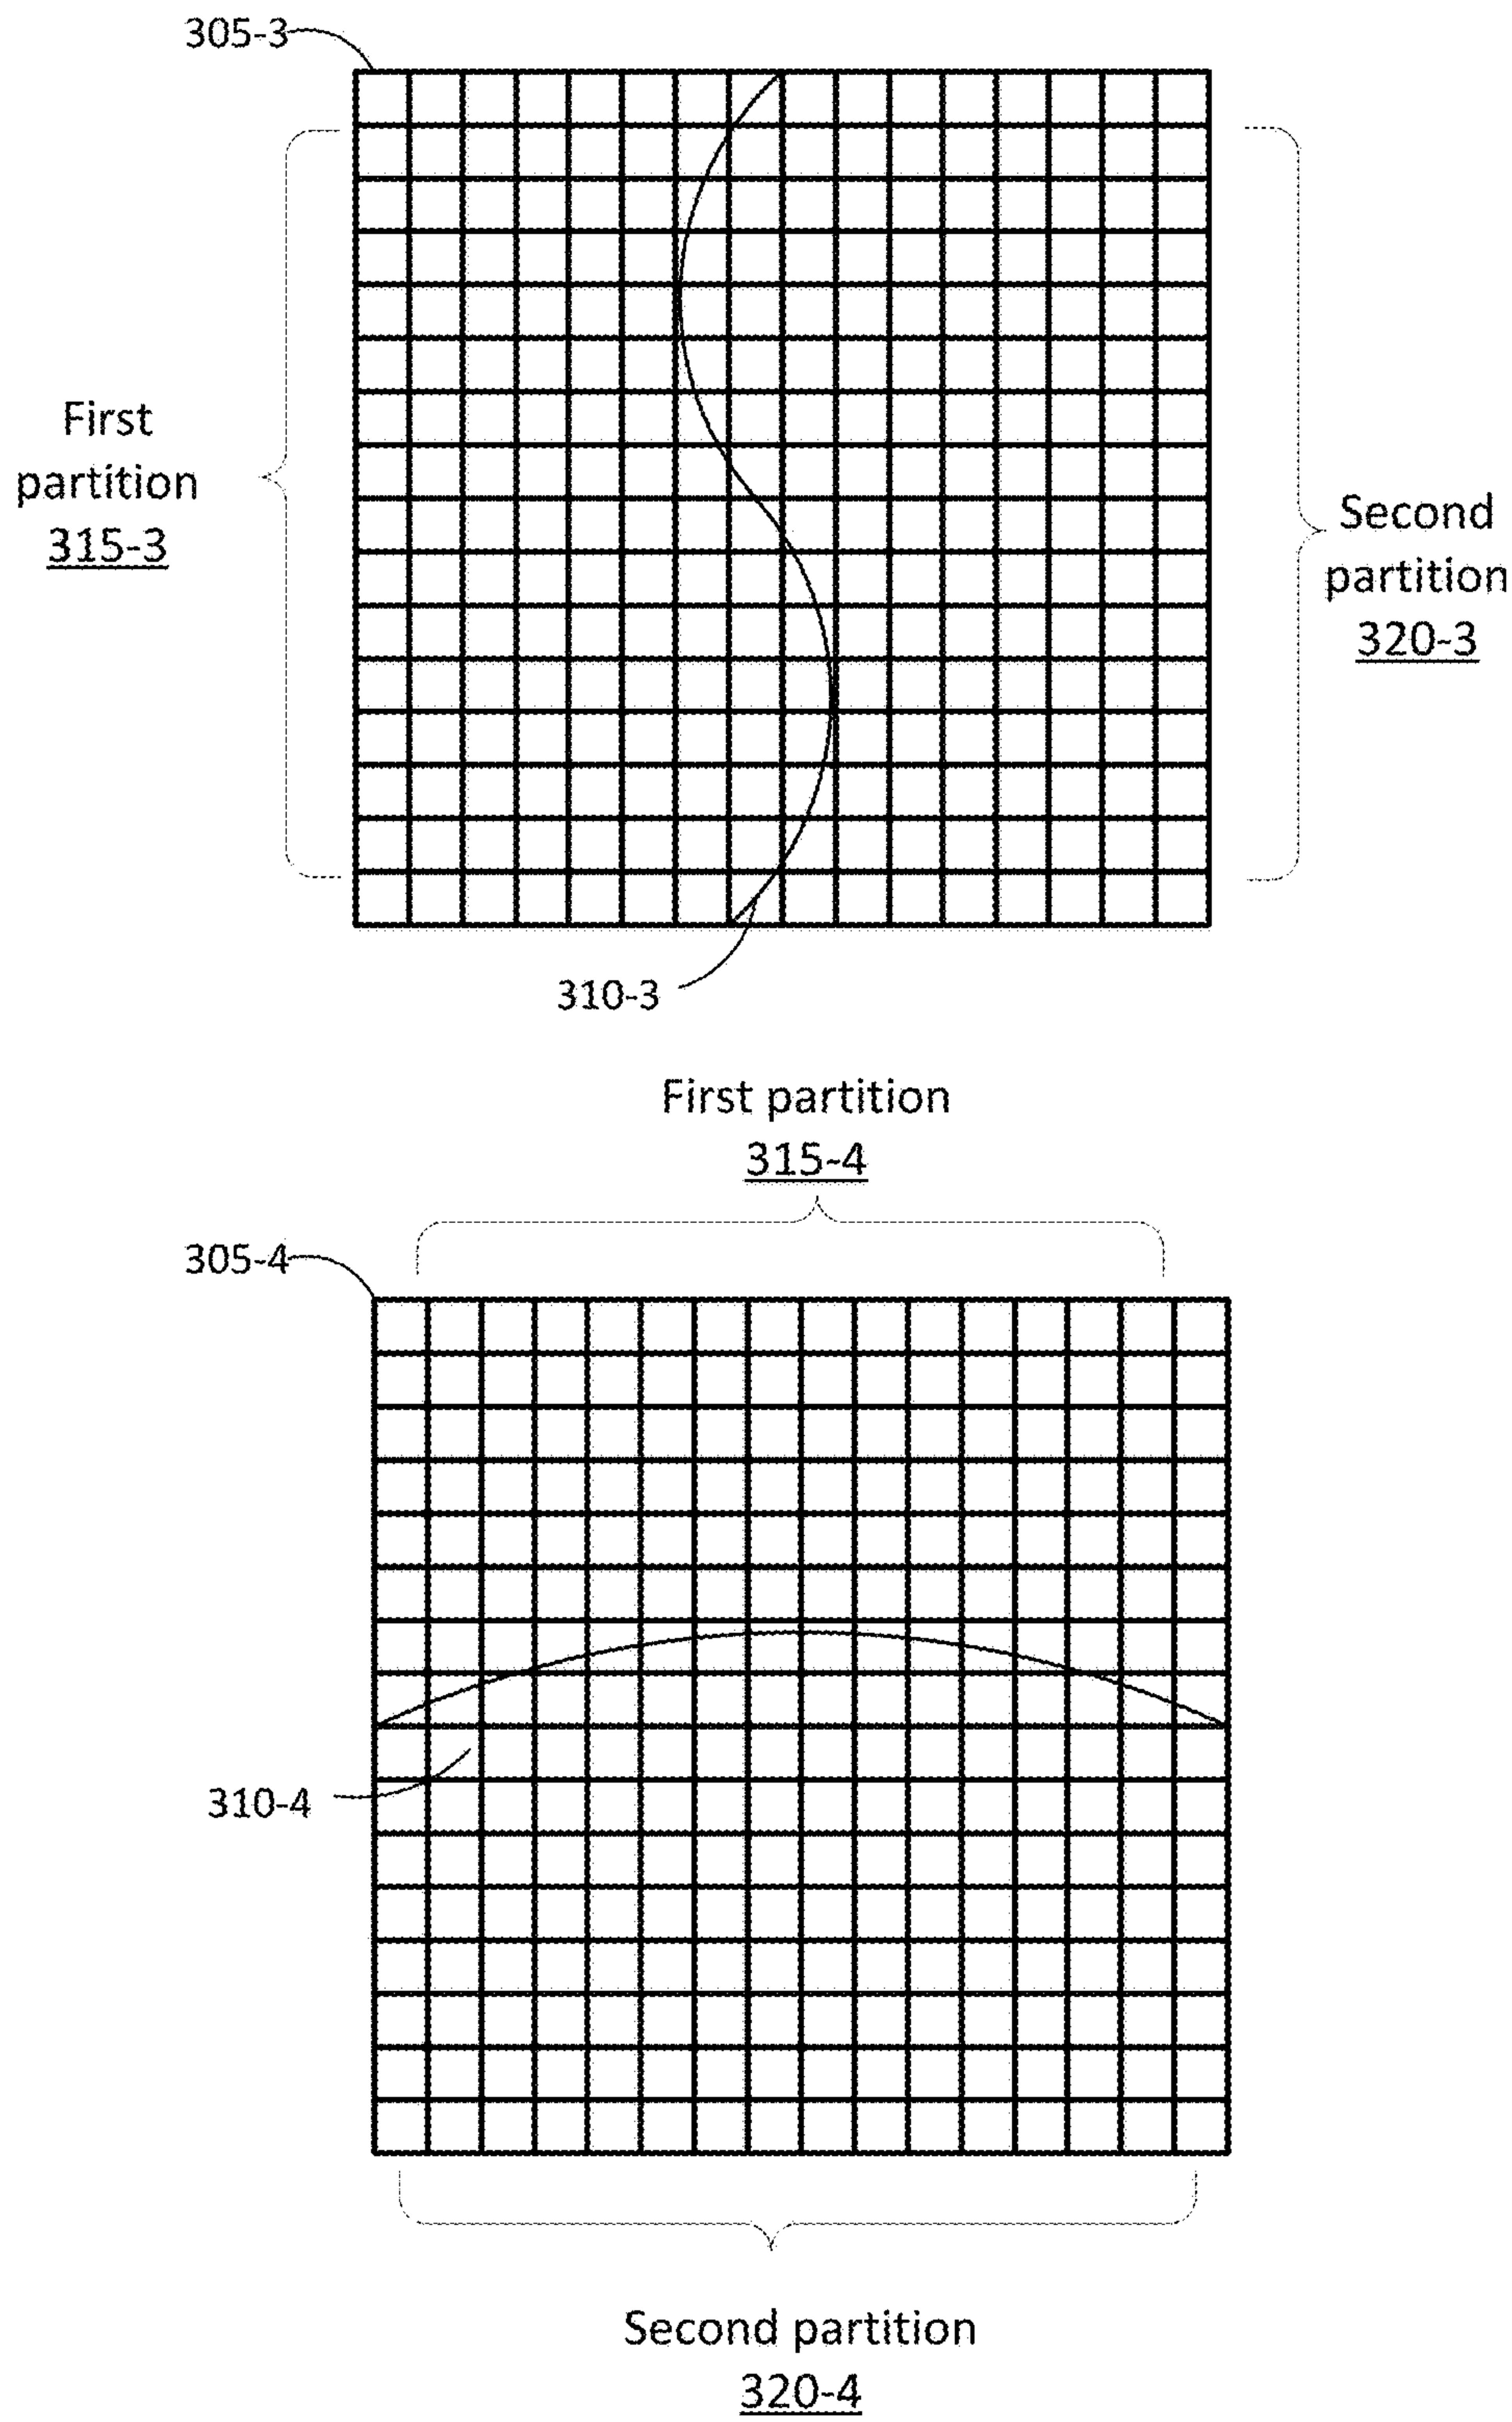 305-3
First
partition
315-3
Second
partition
320-3
310-3
First partition
315-4
305-4
310-4
Second partition
320-4